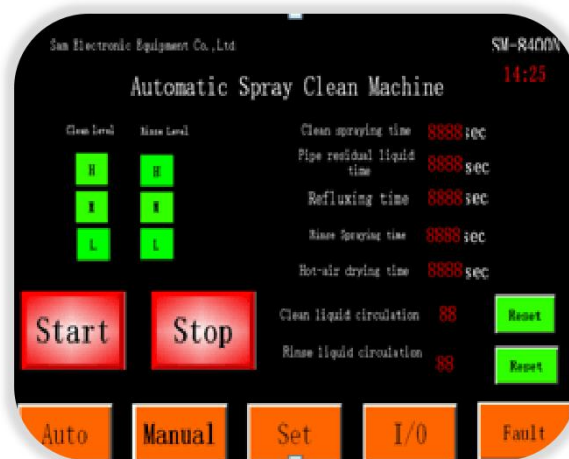 Sam Electronic Equipment Co.,Ltd SM-8400N
14:25
Automatic Spray Clean Machine
Clean Level Rinse Level
H H
M M
L L
Clean spraying time 8888 sec
Pipe residual liquid
time 8888 sec
Refluxing time 8888 sec
Rinse Spraying time 8888 sec
Hot-air drying time 8888 sec
Start Stop
Clean liquid circulation 88 Reset
Rinse liquid circulation 88 Reset
Auto Manual Set I/O Fault